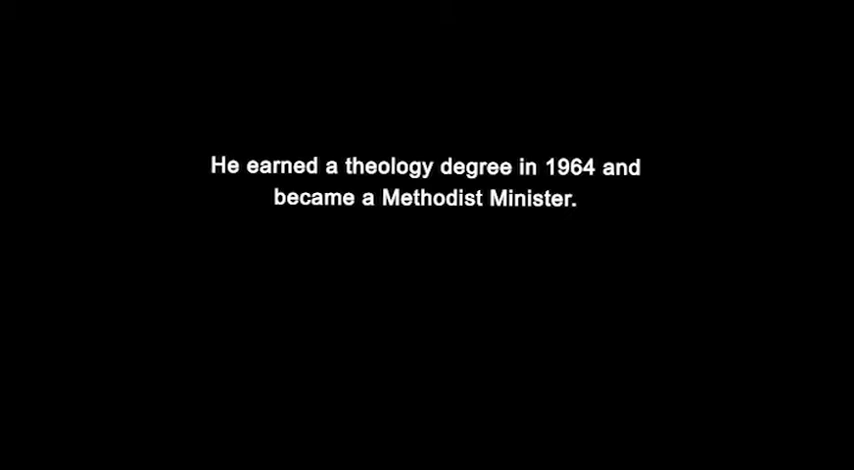 He earned a theology degree in 1964 and
became a Methodist Minister.